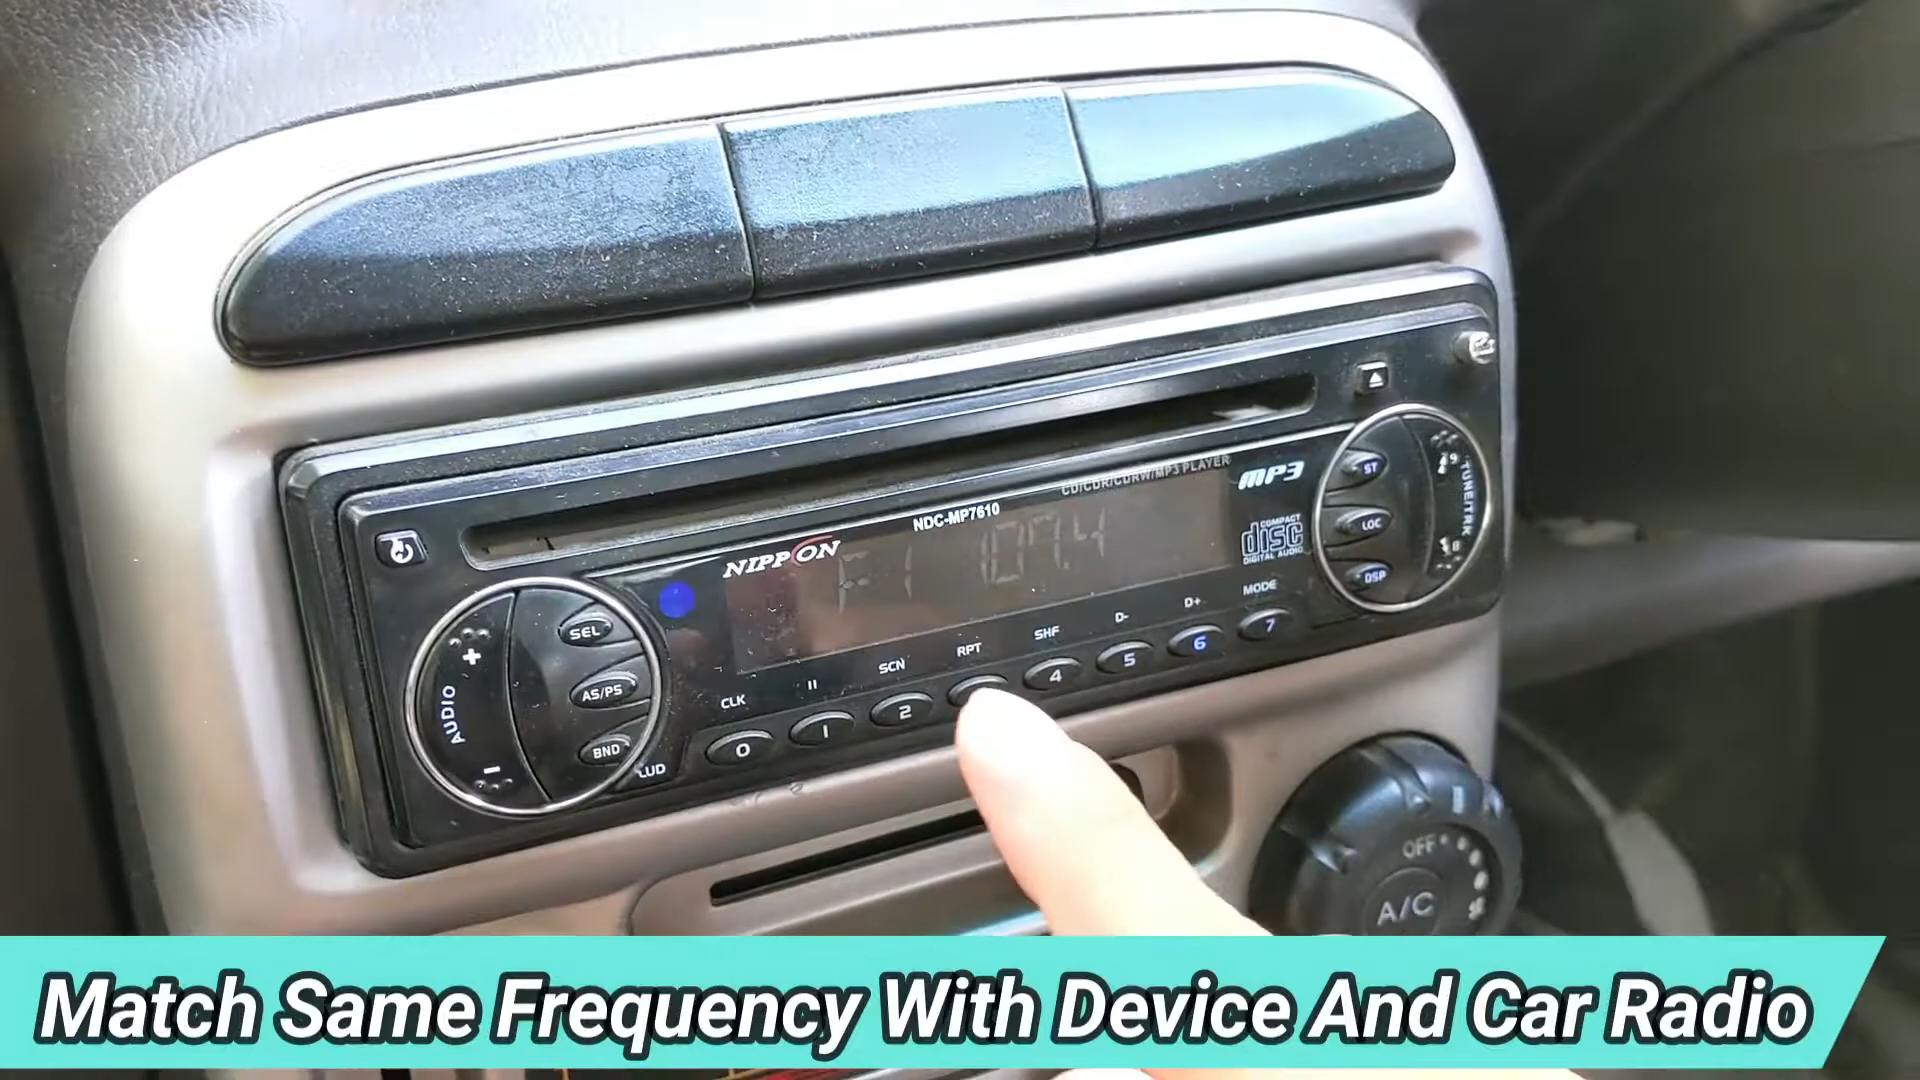 CD/CDR/CDRW/MP3 PLAYER
MP3
NDC-MP7610
NIPPON
F1 107.4
COMPACT
disc
DIGITAL AUDIO
ST
LOC
DSP
TUNE/TRK
SEL
AS/PS
BND
AUDIO
+
-
LUD
CLK
SCN
RPT
SHF
D-
D+
MODE
0
1
2
4
5
6
7
OFF
A/C
Match Same Frequency With Device And Car Radio